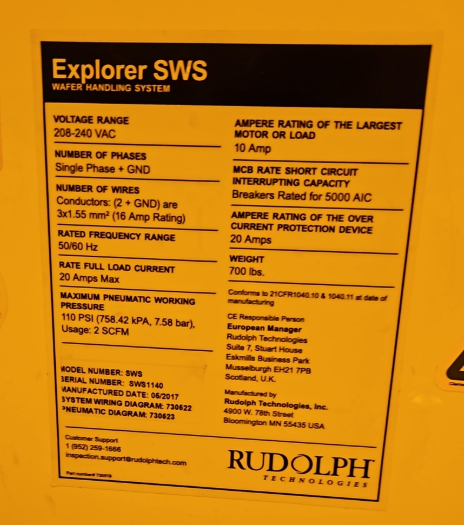 Explorer SWS
WAFER HANDLING SYSTEM
VOLTAGE RANGE
208-240 VAC
NUMBER OF PHASES
Single Phase + GND
NUMBER OF WIRES
Conductors: (2 + GND) are
3x1.55 mm² (16 Amp Rating)
RATED FREQUENCY RANGE
50/60 Hz
RATE FULL LOAD CURRENT
20 Amps Max
MAXIMUM PNEUMATIC WORKING
PRESSURE
110 PSI (758.42 kPA, 7.58 bar),
Usage: 2 SCFM
MODEL NUMBER: SWS
SERIAL NUMBER: SWS1140
MANUFACTURED DATE: 06/2017
SYSTEM WIRING DIAGRAM: 730622
PNEUMATIC DIAGRAM: 730623
AMPERE RATING OF THE LARGEST
MOTOR OR LOAD
10 Amp
MCB RATE SHORT CIRCUIT
INTERRUPTING CAPACITY
Breakers Rated for 5000 AIC
AMPERE RATING OF THE OVER
CURRENT PROTECTION DEVICE
20 Amps
WEIGHT
700 lbs.
Conforms to 21CFR1040.10 & 1040.11 at date of
manufacturing
CE Responsible Person
European Manager
Rudolph Technologies
Suite 7, Stuart House
Eskmills Business Park
Musselburgh EH21 7PB
Scotland, U.K.
Manufactured by
Rudolph Technologies, Inc.
4900 W. 78th Street
Bloomington MN 55435 USA
Customer Support
1 (952) 259-1666
inspection.support@rudolphtech.com
Part number#
RUDOLPH
TECHNOLOGIES